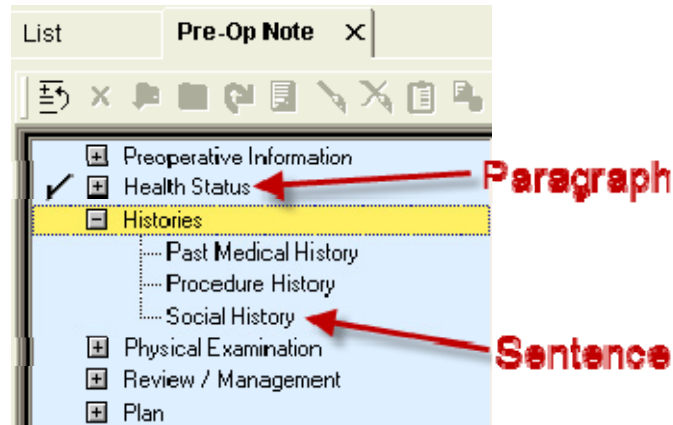 List Pre-Op Note
Preoperative Information
Health Status
Paragraph
Histories
Past Medical History
Procedure History
Social History
Sentence
Physical Examination
Review / Management
Plan